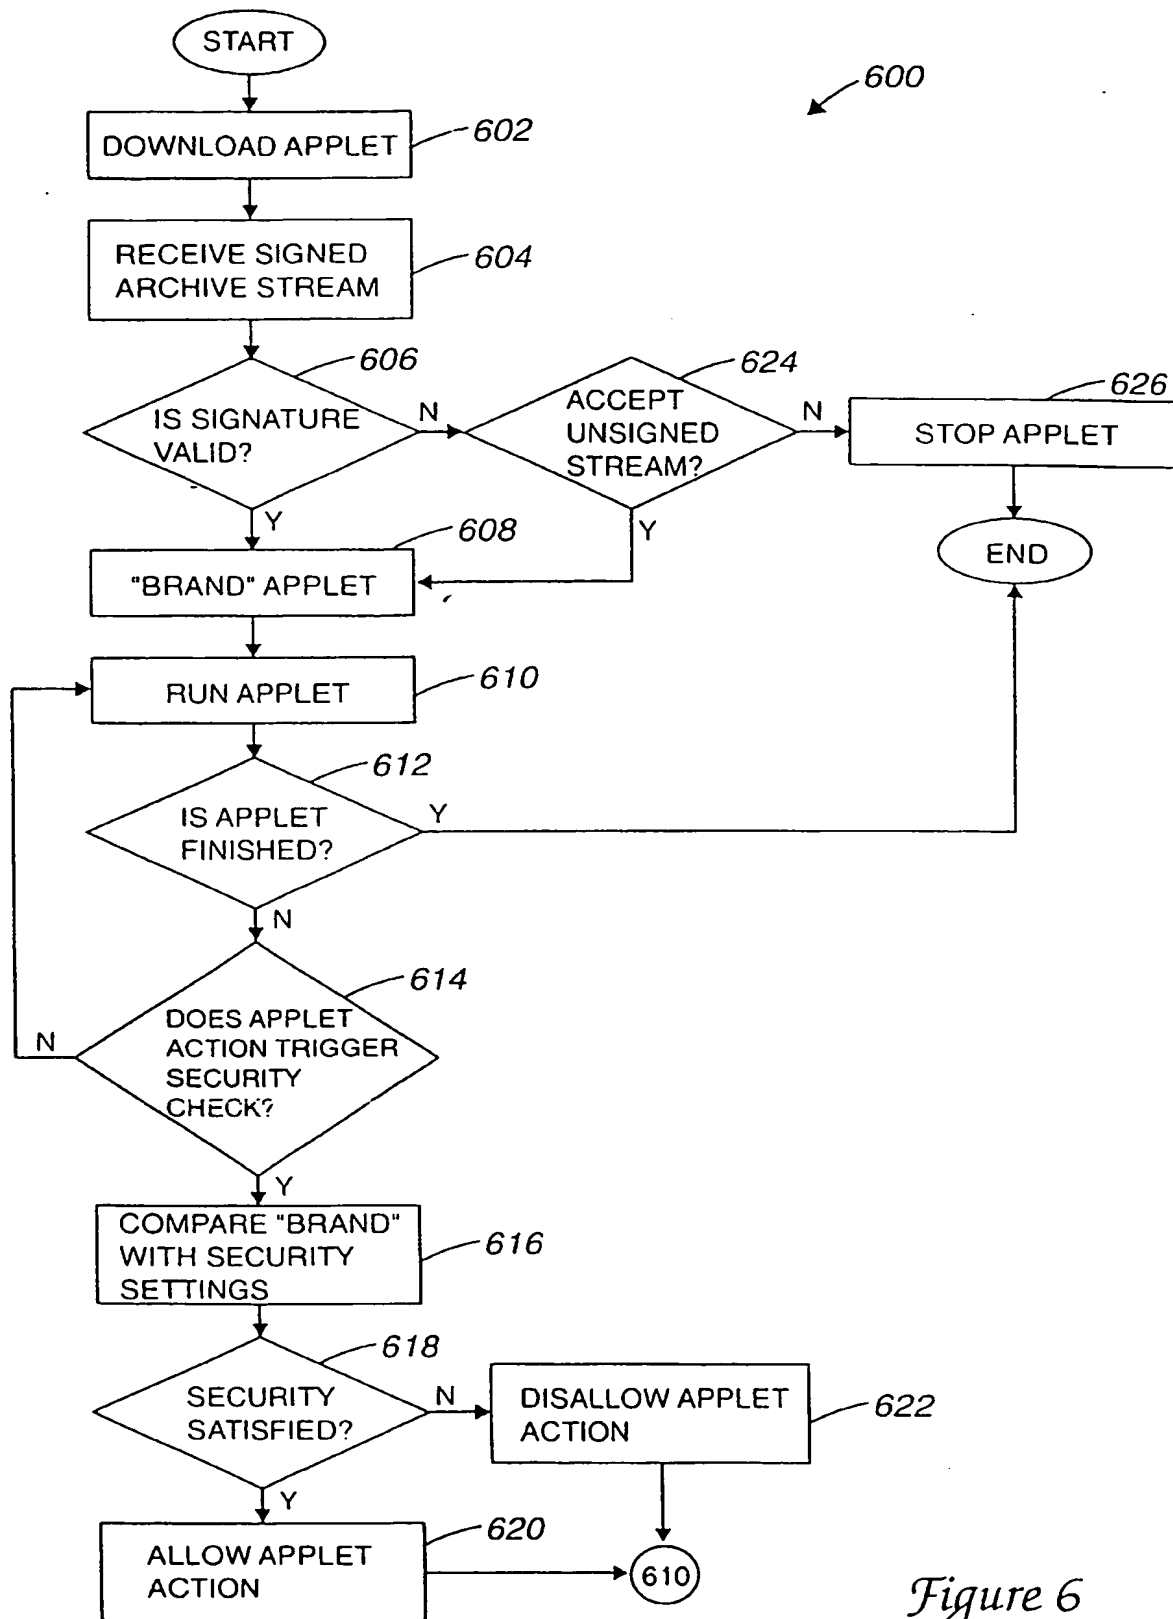 START
600
DOWNLOAD APPLET
602
RECEIVE SIGNED
ARCHIVE STREAM
604
606
IS SIGNATURE
VALID?
N
Y
624
ACCEPT
UNSIGNED
STREAM?
N
Y
626
STOP APPLET
END
608
"BRAND" APPLET
RUN APPLET
610
612
IS APPLET
FINISHED?
Y
N
614
DOES APPLET
ACTION TRIGGER
SECURITY
CHECK?
N
Y
COMPARE "BRAND"
WITH SECURITY
SETTINGS
616
618
SECURITY
SATISFIED?
N
Y
DISALLOW APPLET
ACTION
622
620
ALLOW APPLET
ACTION
610
Figure 6